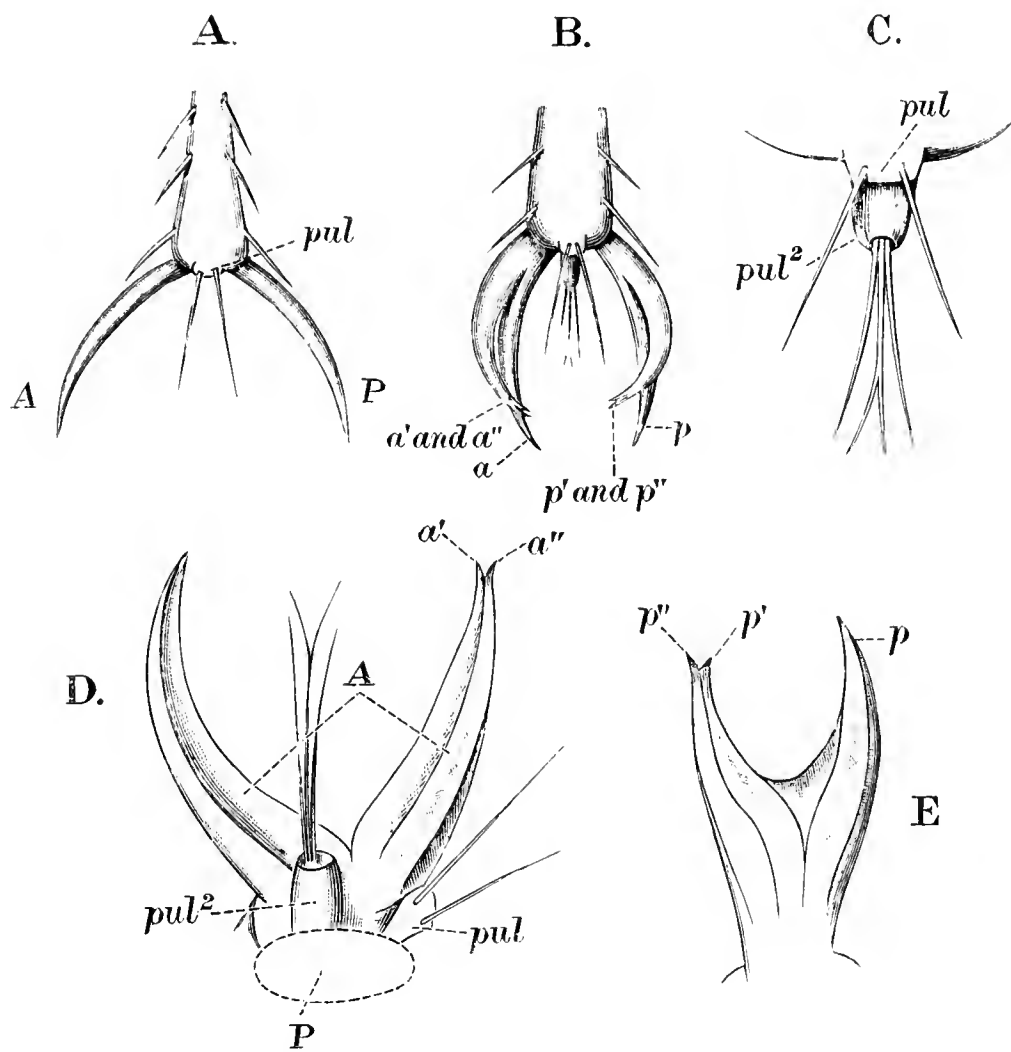 A.
B.
C.
pul
pul
pul²
A
P
a' and a"
a
p
p' and p"
a'
a"
p"
p'
p
D.
A
E
pul²
pul
P